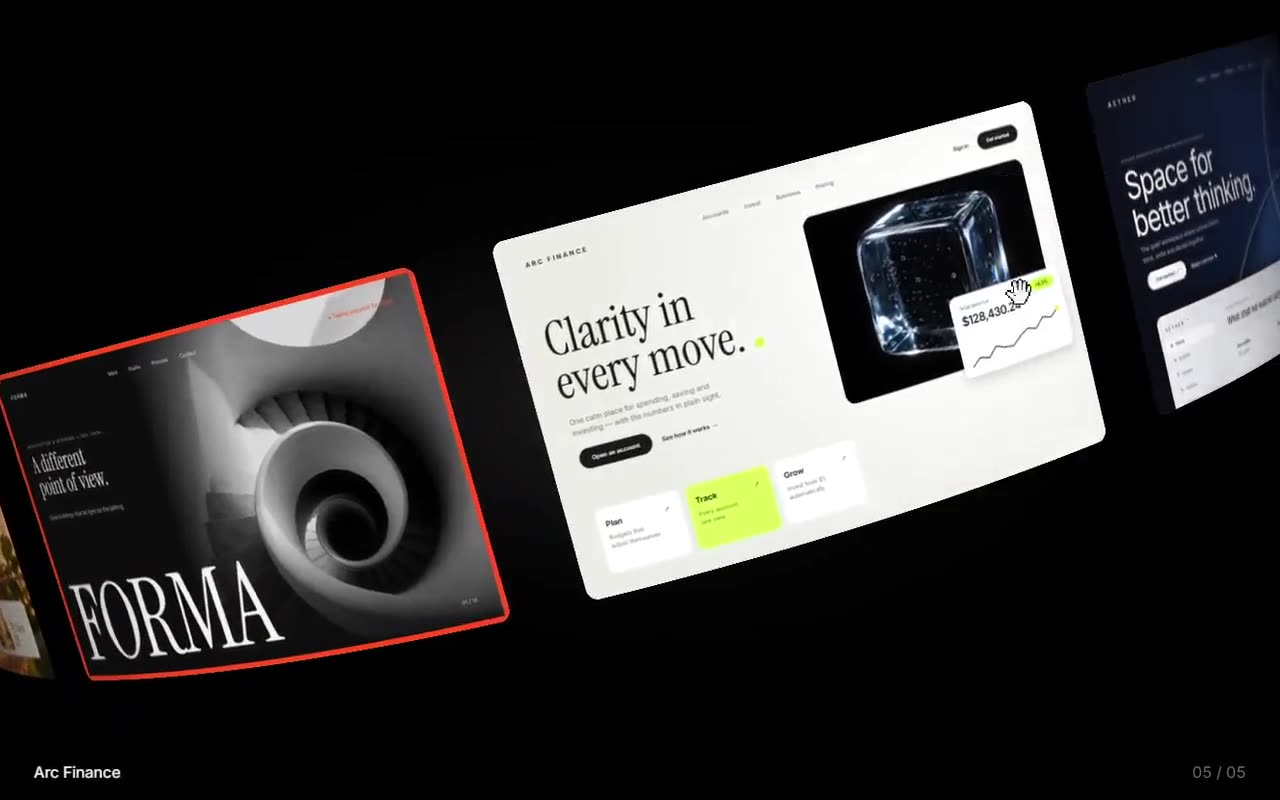 FORMA
Work
Studio
Process
Contact
A different
point of view.
FORMA
ARC FINANCE
Accounts
Invest
Business
Pricing
Sign in
Get started
Clarity in
every move.
One calm place for spending, saving and
investing — with the numbers in plain sight.
Open an account
See how it works →
Total balance
$128,430.24
Plan
Budgets that
adjust themselves
Track
Every account
one view
Grow
Invest from $1,
automatically
AETHER
Space for
better thinking.
Arc Finance
05 / 05